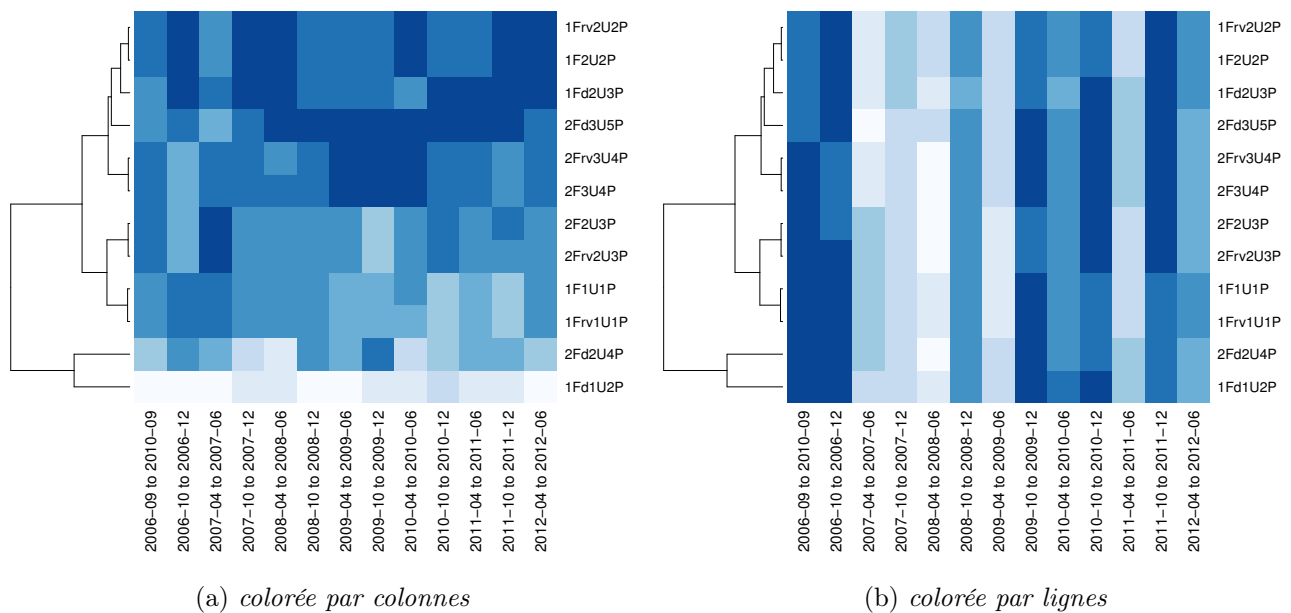 1Frv2U2P
1F2U2P
1Fd2U3P
2Fd3U5P
2Frv3U4P
2F3U4P
2F2U3P
2Frv2U3P
1F1U1P
1Frv1U1P
2Fd2U4P
1Fd1U2P
2006−09 to 2010−09
2006−10 to 2006−12
2007−04 to 2007−06
2007−10 to 2007−12
2008−04 to 2008−06
2008−10 to 2008−12
2009−04 to 2009−06
2009−10 to 2009−12
2010−04 to 2010−06
2010−10 to 2010−12
2011−04 to 2011−06
2011−10 to 2011−12
2012−04 to 2012−06
(a) colorée par colonnes
1Frv2U2P
1F2U2P
1Fd2U3P
2Fd3U5P
2Frv3U4P
2F3U4P
2F2U3P
2Frv2U3P
1F1U1P
1Frv1U1P
2Fd2U4P
1Fd1U2P
2006−09 to 2010−09
2006−10 to 2006−12
2007−04 to 2007−06
2007−10 to 2007−12
2008−04 to 2008−06
2008−10 to 2008−12
2009−04 to 2009−06
2009−10 to 2009−12
2010−04 to 2010−06
2010−10 to 2010−12
2011−04 to 2011−06
2011−10 to 2011−12
2012−04 to 2012−06
(b) colorée par lignes